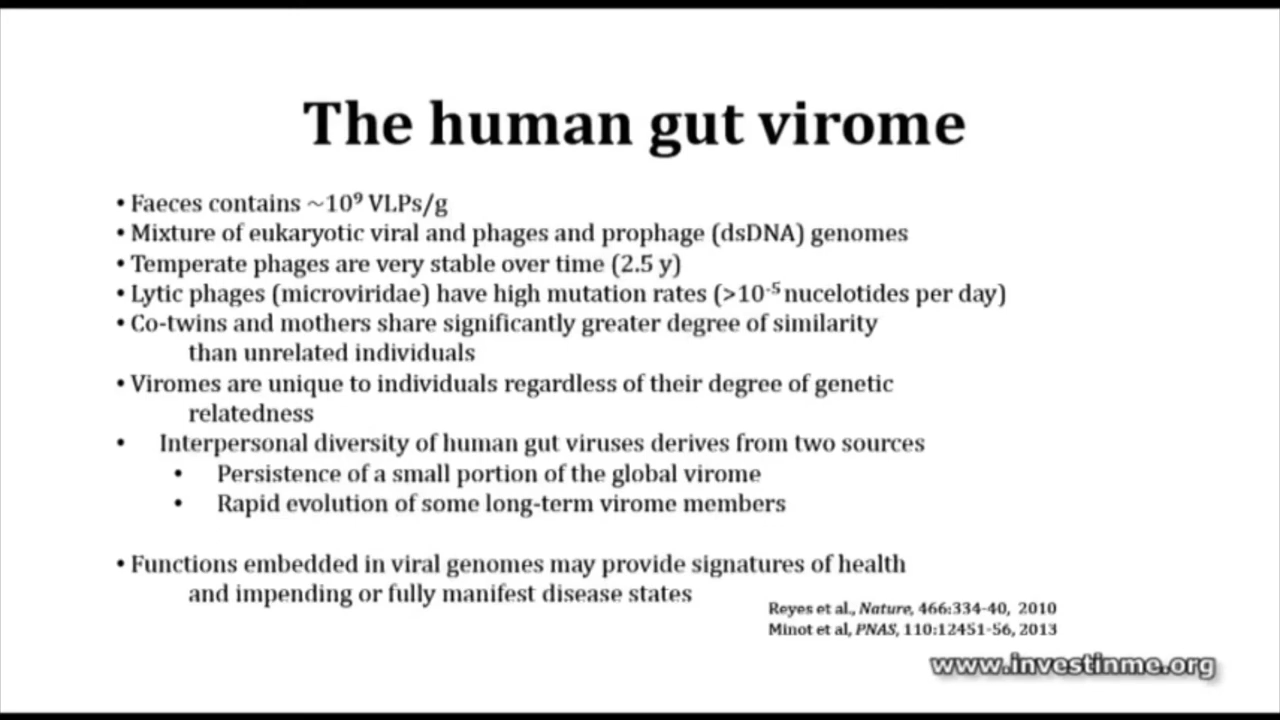 The human gut virome
• Faeces contains ~10⁹ VLPs/g
• Mixture of eukaryotic viral and phages and prophage (dsDNA) genomes
• Temperate phages are very stable over time (2.5 y)
• Lytic phages (microviridae) have high mutation rates (>10⁻⁵ nucelotides per day)
• Co-twins and mothers share significantly greater degree of similarity
than unrelated individuals
• Viromes are unique to individuals regardless of their degree of genetic
relatedness
• Interpersonal diversity of human gut viruses derives from two sources
• Persistence of a small portion of the global virome
• Rapid evolution of some long-term virome members
• Functions embedded in viral genomes may provide signatures of health
and impending or fully manifest disease states
Reyes et al., Nature, 466:334-40, 2010
Minot et al, PNAS, 110:12451-56, 2013
www.investinme.org